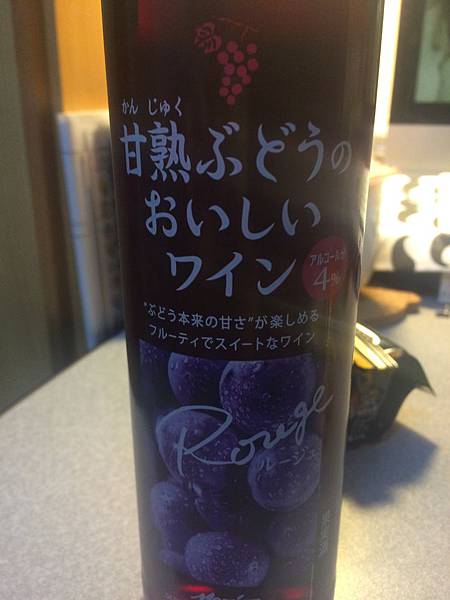 かん じゅく
甘熟ぶどうの
おいしい
ワイン
アルコール分
4%
"ぶどう本来の甘さ"が楽しめる
フルーティでスイートなワイン
Rouge
ルージュ
果実酒